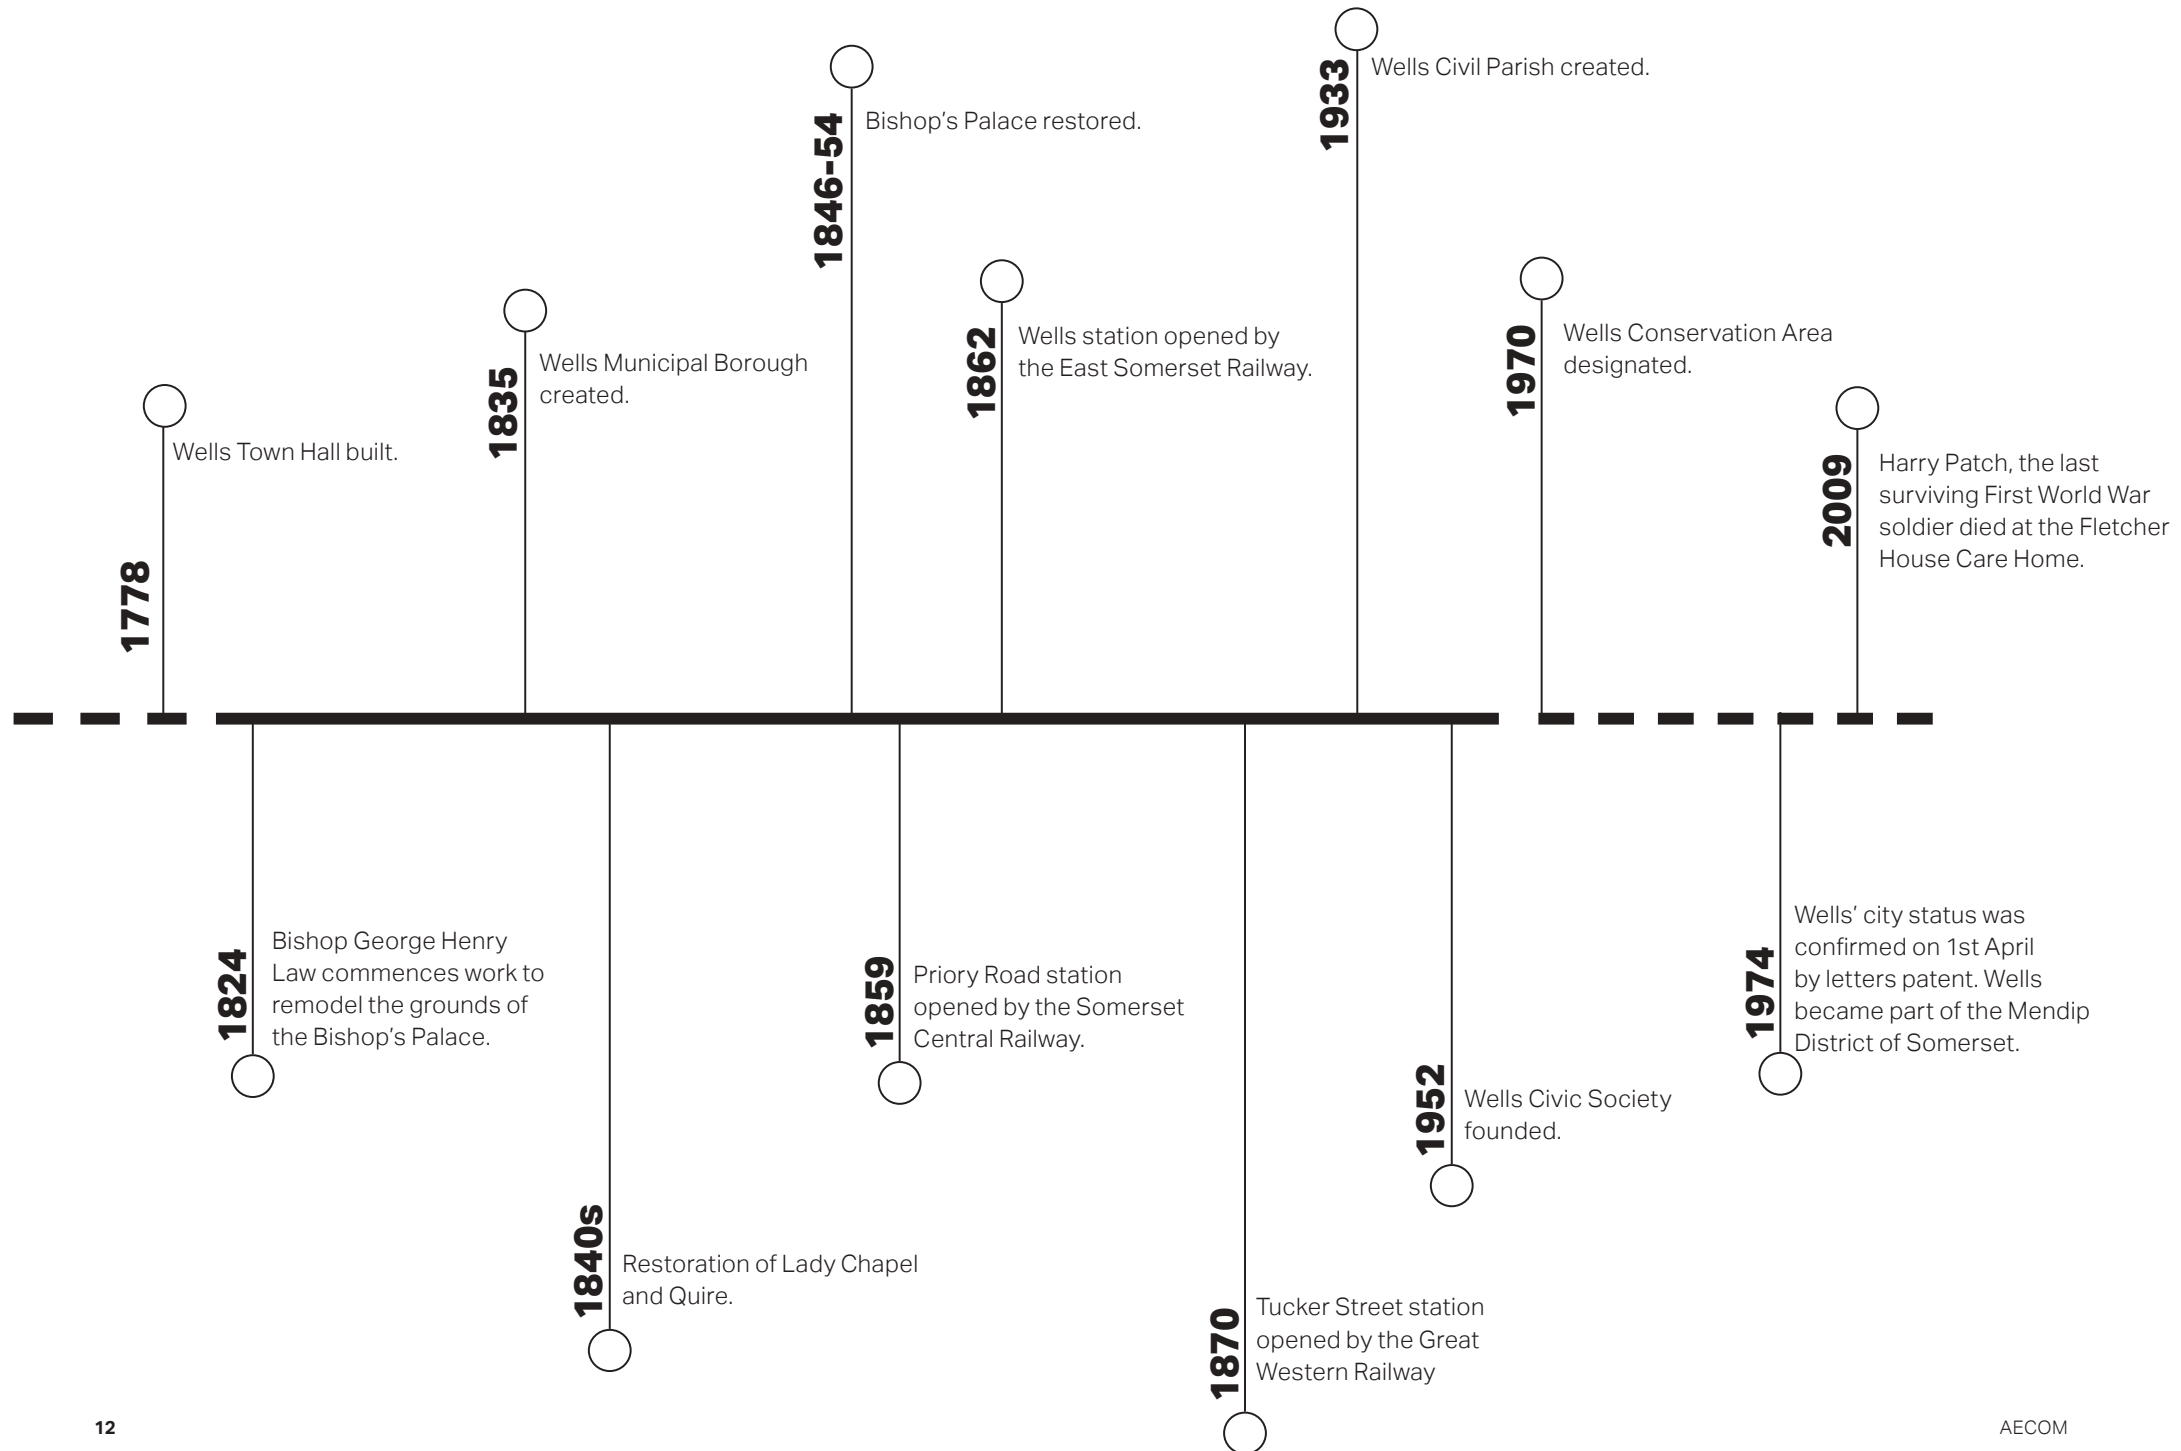 1933
Wells Civil Parish created.
1846-54
Bishop’s Palace restored.
1862
Wells station opened by
the East Somerset Railway.
1970
Wells Conservation Area
designated.
1835
Wells Municipal Borough
created.
1778
Wells Town Hall built.
2009
Harry Patch, the last
surviving First World War
soldier died at the Fletcher
House Care Home.
1824
Bishop George Henry
Law commences work to
remodel the grounds of
the Bishop’s Palace.
1859
Priory Road station
opened by the Somerset
Central Railway.
1974
Wells’ city status was
confirmed on 1st April
by letters patent. Wells
became part of the Mendip
District of Somerset.
1952
Wells Civic Society
founded.
1840s
Restoration of Lady Chapel
and Quire.
1870
Tucker Street station
opened by the Great
Western Railway
12
AECOM